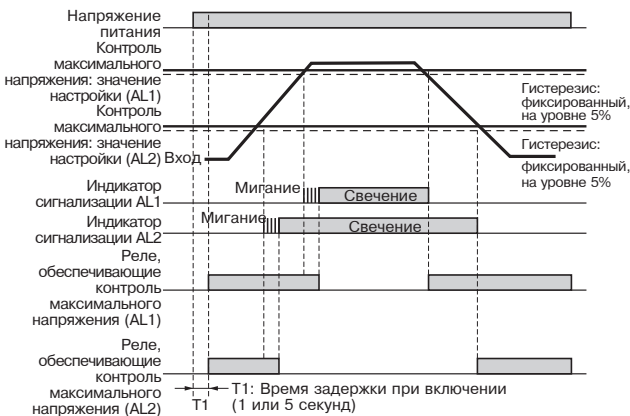 Напряжение
питания
Контроль
максимального
напряжения: значение
настройки (AL1)
Контроль
максимального
напряжения: значение
настройки (AL2)
Вход
Гистерезис:
фиксированный,
на уровне 5%
Гистерезис:
фиксированный,
на уровне 5%
Индикатор
сигнализации AL1
Мигание
Свечение
Индикатор
сигнализации AL2
Мигание
Свечение
Реле,
обеспечивающие
контроль
максимального
напряжения (AL1)
Реле,
обеспечивающие
контроль
максимального
напряжения (AL2)
T1
T1: Время задержки при включении
(1 или 5 секунд)